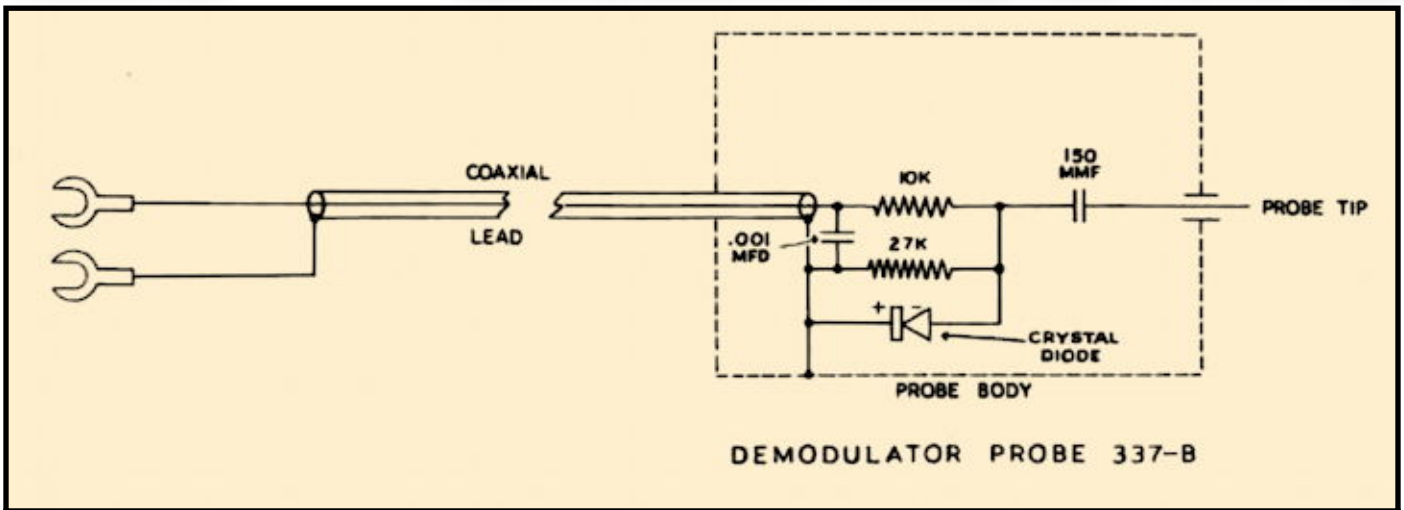 COAXIAL
LEAD
.001
MFD
10K
27K
150
MMF
PROBE TIP
+ -
CRYSTAL
DIODE
PROBE BODY
DEMODULATOR PROBE 337-B